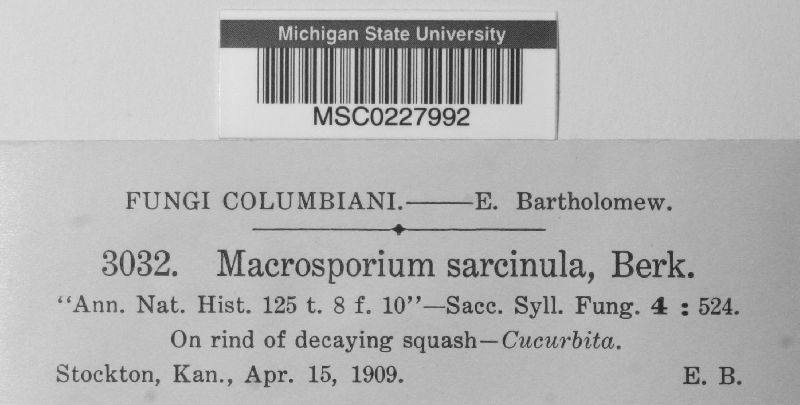 Michigan State University
MSC0227992
FUNGI COLUMBIANI.——E. Bartholomew.
3032. Macrosporium sarcinula, Berk.
“Ann. Nat. Hist. 125 t. 8 f. 10”—Sacc. Syll. Fung. 4 : 524.
On rind of decaying squash—Cucurbita.
Stockton, Kan., Apr. 15, 1909. E. B.